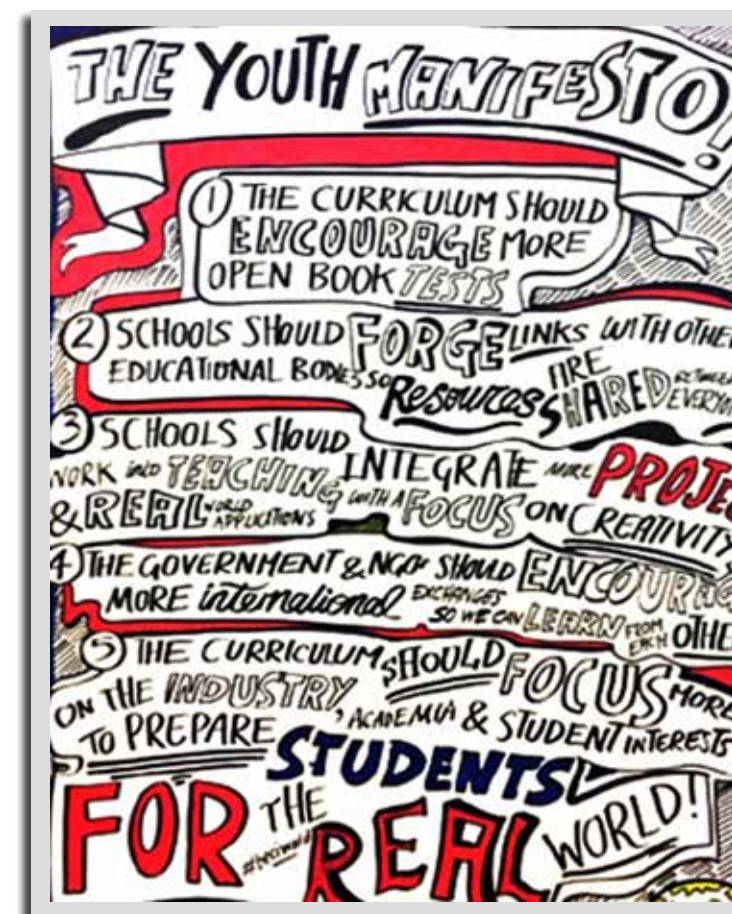 THE YOUTH MANIFESTO!
1 THE CURRICULUM SHOULD
ENCOURAGE MORE
OPEN BOOK TESTS
2 SCHOOLS SHOULD FORGE LINKS WITH OTHER
EDUCATIONAL BODIES SO Resources ARE SHARED BETWEEN
3 SCHOOLS SHOULD INTEGRATE MORE
WORK into TEACHING WITH A FOCUS ON CREATIVITY
& REAL WORLD APPLICATIONS
4 THE GOVERNMENT & NGOs SHOULD
MORE international EXCHANGES
SO WE CAN LEARN FROM EACH
5 THE CURRICULUM SHOULD FOCUS MORE
ON THE INDUSTRY, ACADEMIA & STUDENT INTERESTS
TO PREPARE STUDENTS
FOR THE REAL WORLD!